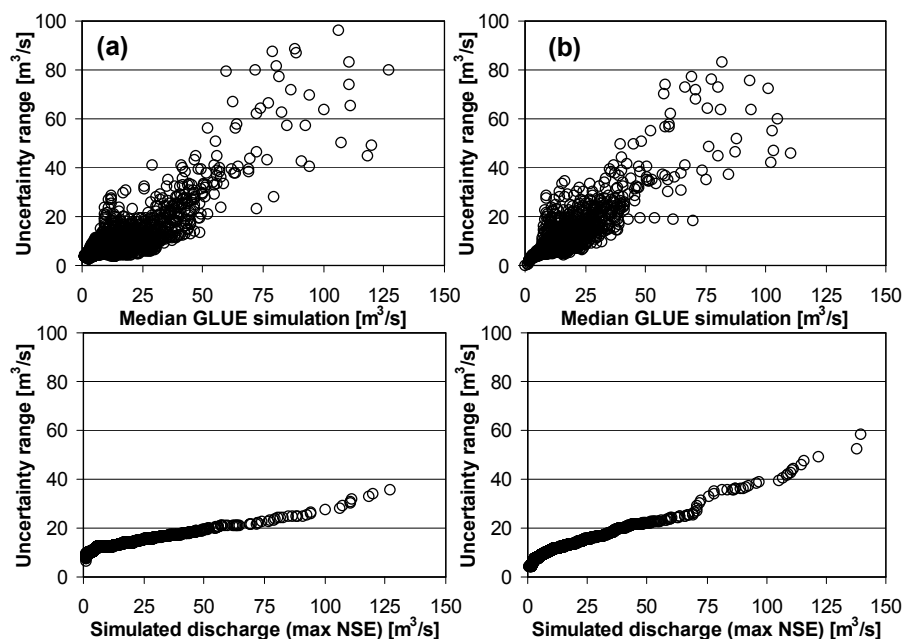 (a)
Uncertainty range [m³/s]
100
80
60
40
20
0
0 25 50 75 100 125 150
Median GLUE simulation [m³/s]
(b)
Uncertainty range [m³/s]
100
80
60
40
20
0
0 25 50 75 100 125 150
Median GLUE simulation [m³/s]
Uncertainty range [m³/s]
100
80
60
40
20
0
0 25 50 75 100 125 150
Simulated discharge (max NSE) [m³/s]
Uncertainty range [m³/s]
100
80
60
40
20
0
0 25 50 75 100 125 150
Simulated discharge (max NSE) [m³/s]